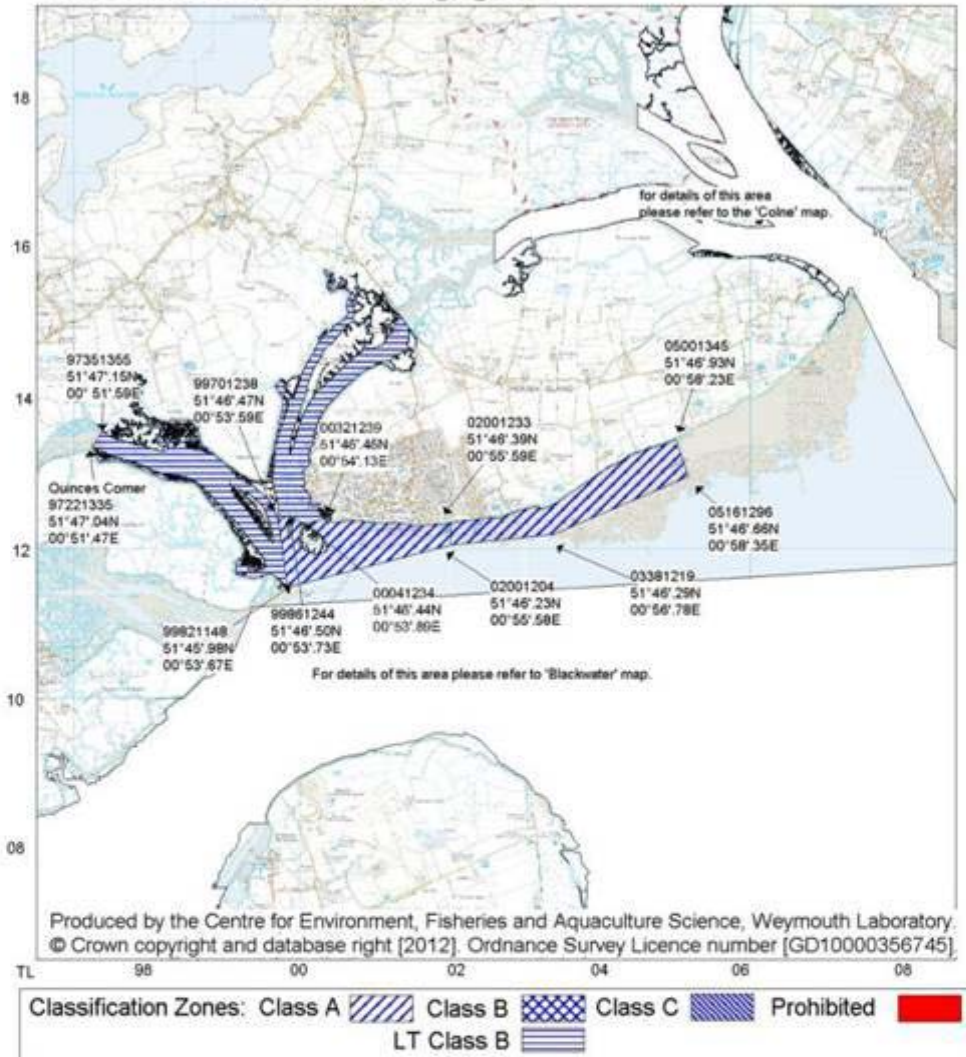 18
16
14
12
10
08
for details of this area
please refer to the 'Colne' map.
97351355
51°47'.15N
00° 51'.59E
99701238
51°46'.47N
00°53'.59E
00321239
51°46'.45N
00°54'.13E
02001233
51°46'.39N
00°55'.59E
05001345
51°46'.93N
00°58'.23E
Quinces Corner
97221335
51°47'.04N
00°51'.47E
05161296
51°46'.66N
00°58'.35E
99821148
51°45'.98N
00°53'.67E
99861244
51°46'.50N
00°53'.73E
00041234
51°46'.44N
00°53'.89E
02001204
51°46'.23N
00°55'.58E
03381219
51°46'.29N
00°56'.78E
For details of this area please refer to 'Blackwater' map.
Produced by the Centre for Environment, Fisheries and Aquaculture Science, Weymouth Laboratory.
© Crown copyright and database right [2012]. Ordnance Survey Licence number [GD10000356745].
TL 98 00 02 04 06 08
Classification Zones: Class A Class B Class C Prohibited
LT Class B